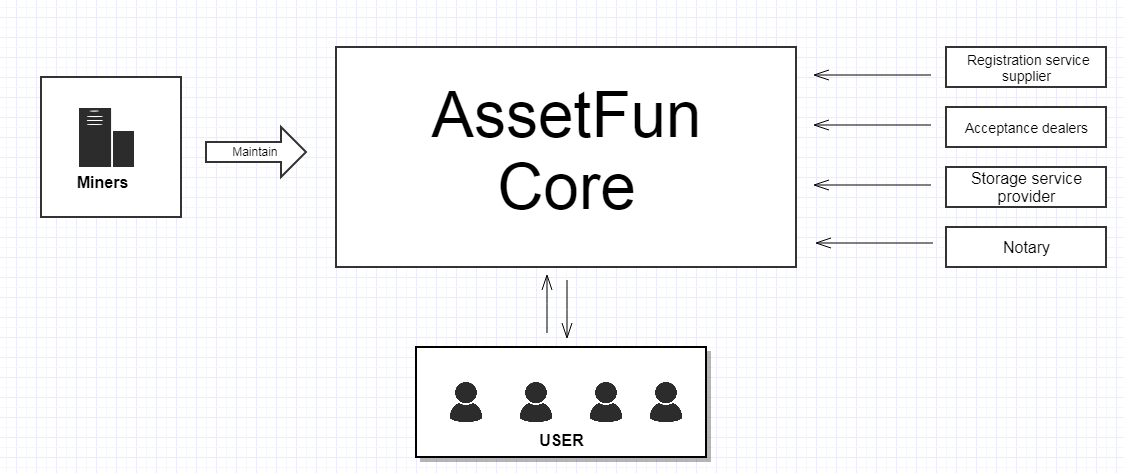 Miners
Maintain
AssetFun
Core
Registration service
supplier
Acceptance dealers
Storage service
provider
Notary
USER